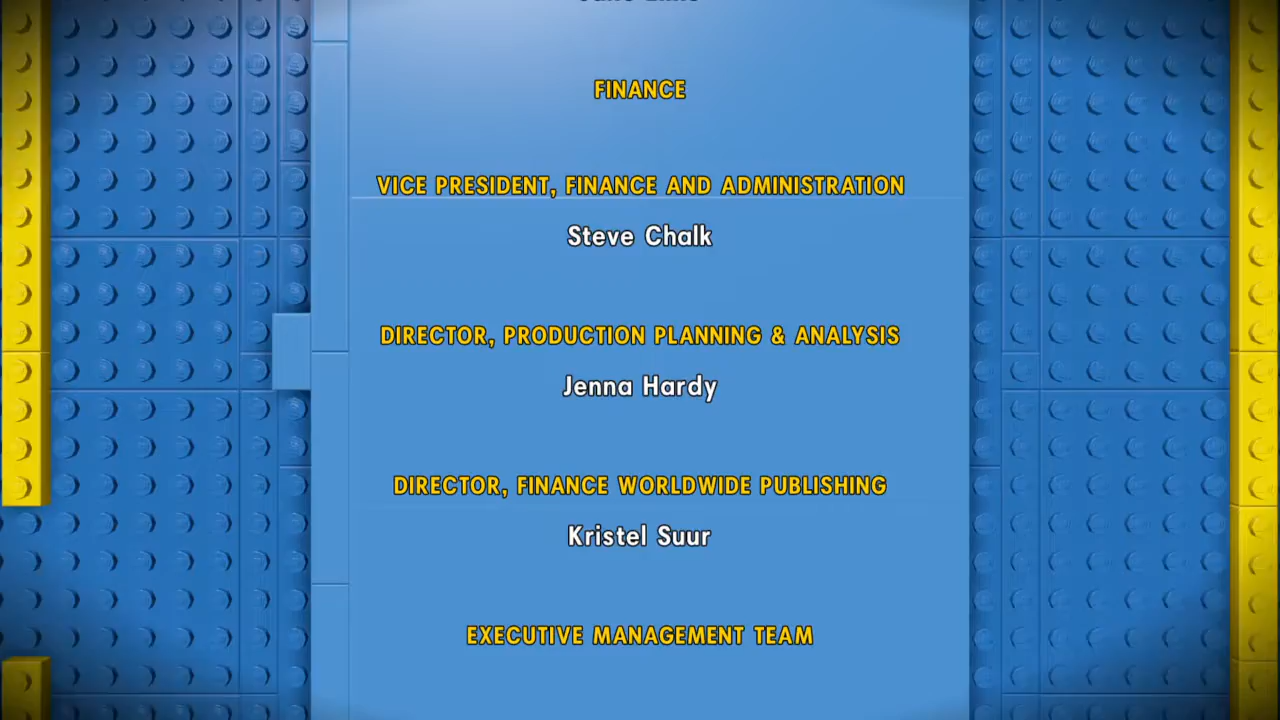 FINANCE
VICE PRESIDENT, FINANCE AND ADMINISTRATION
Steve Chalk
DIRECTOR, PRODUCTION PLANNING & ANALYSIS
Jenna Hardy
DIRECTOR, FINANCE WORLDWIDE PUBLISHING
Kristel Suur
EXECUTIVE MANAGEMENT TEAM